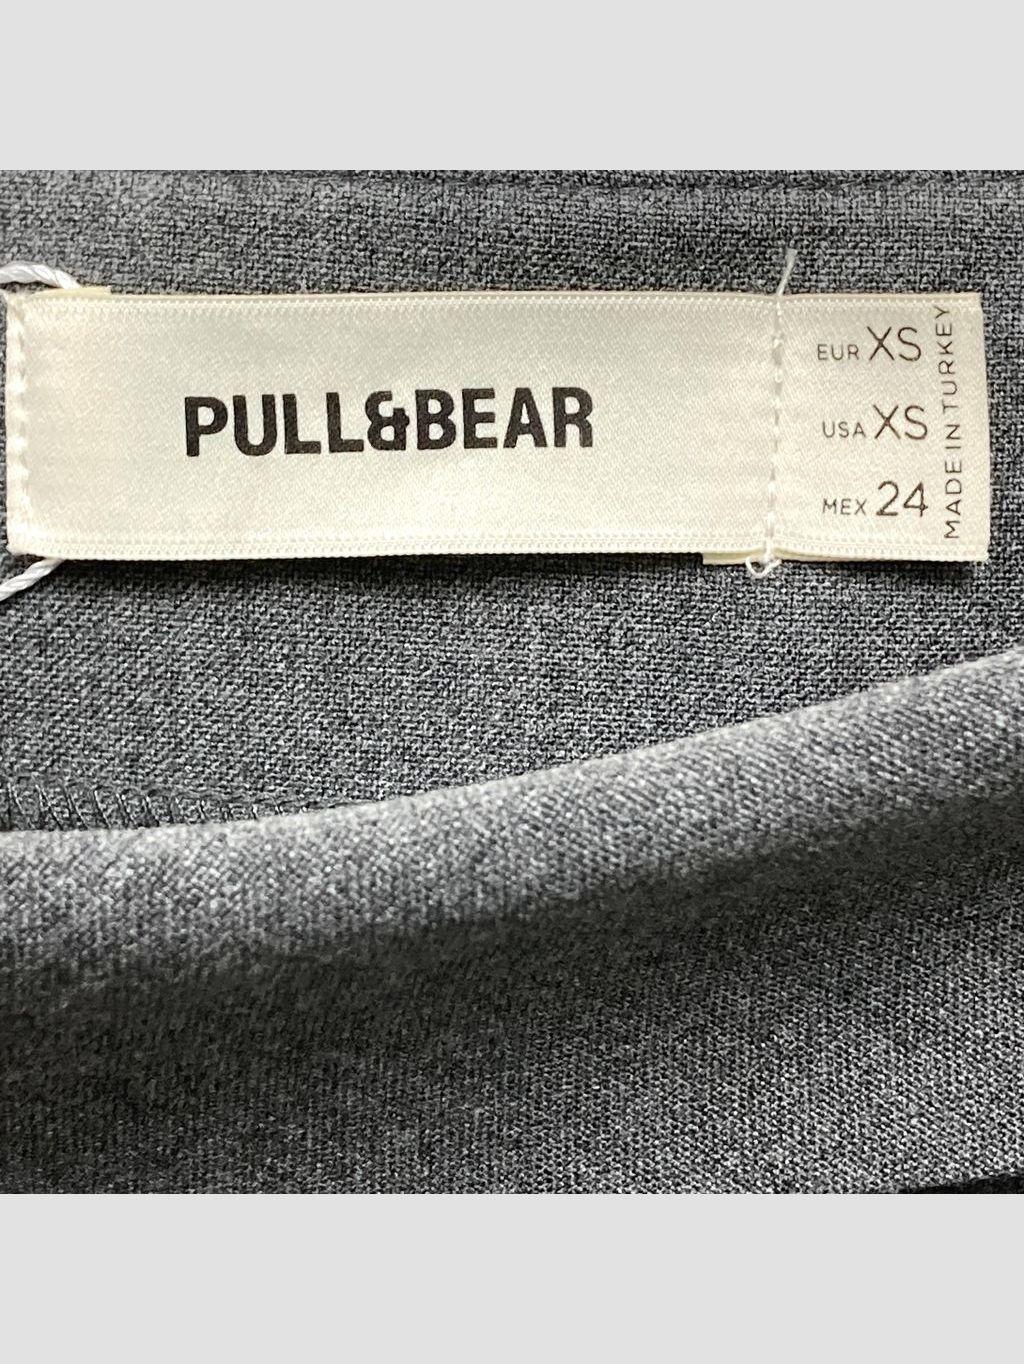 PULL&BEAR
EUR XS
USA XS
MEX 24
MADE IN TURKEY